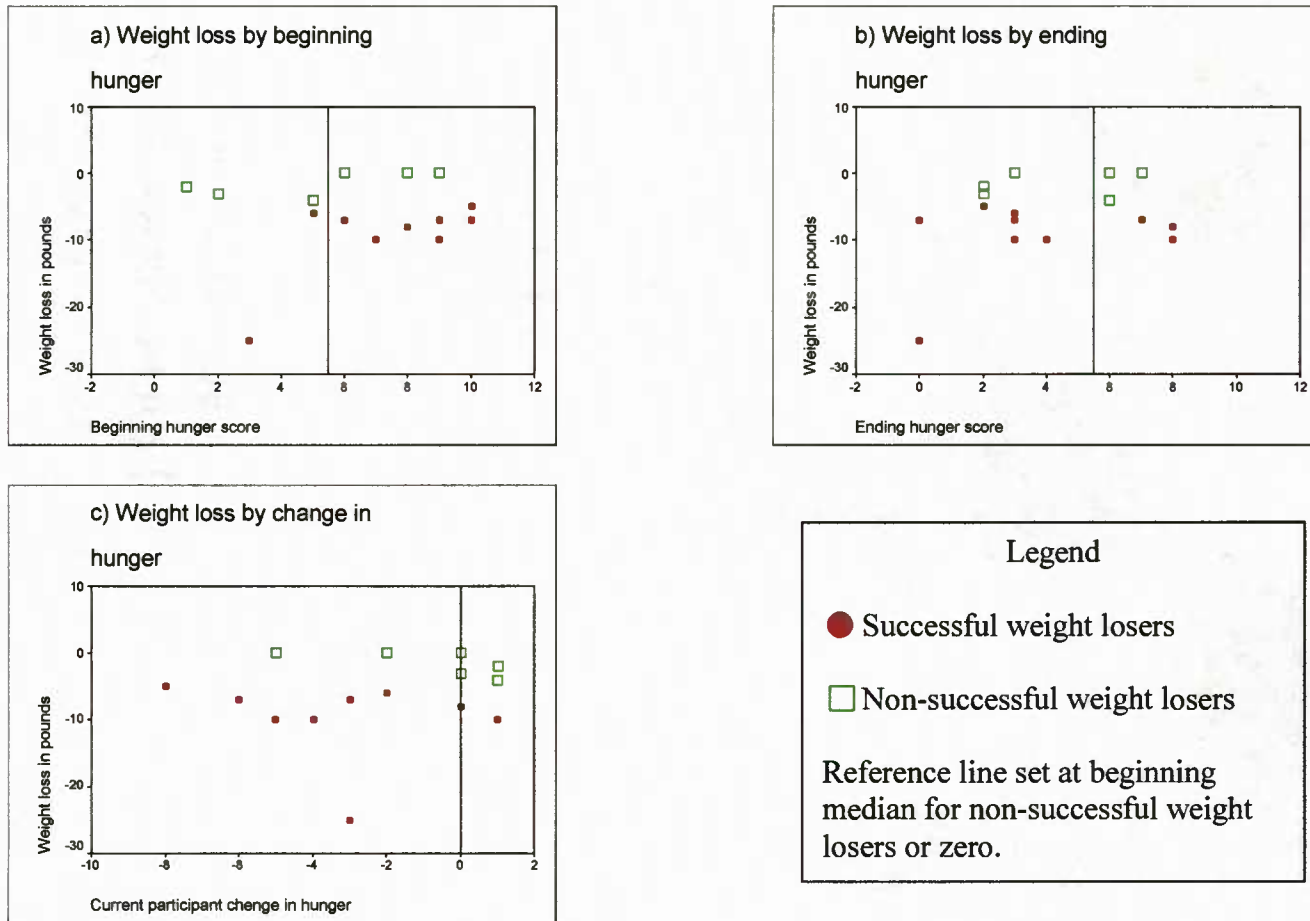 a) Weight loss by beginning
hunger
10
0
-10
-20
-30
Weight loss in pounds
-2 0 2 4 6 8 10 12
Beginning hunger score
b) Weight loss by ending
hunger
10
0
-10
-20
-30
Weight loss in pounds
-2 0 2 4 6 8 10 12
Ending hunger score
c) Weight loss by change in
hunger
10
0
-10
-20
-30
Weight loss in pounds
-10 -8 -6 -4 -2 0 2
Current participant chenge in hunger
Legend
Successful weight losers
Non-successful weight losers
Reference line set at beginning
median for non-successful weight
losers or zero.